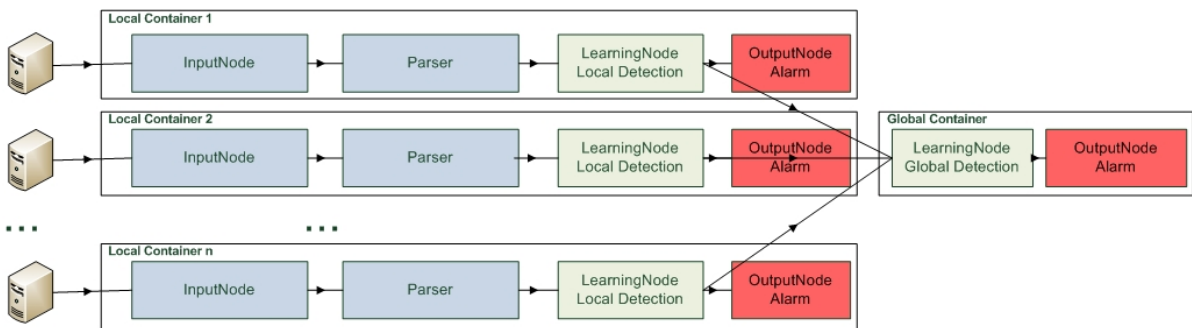 Local Container 1
InputNode
Parser
LearningNode
Local Detection
OutputNode
Alarm
Local Container 2
InputNode
Parser
LearningNode
Local Detection
OutputNode
Alarm
Global Container
LearningNode
Global Detection
OutputNode
Alarm
... ...
Local Container n
InputNode
Parser
LearningNode
Local Detection
OutputNode
Alarm